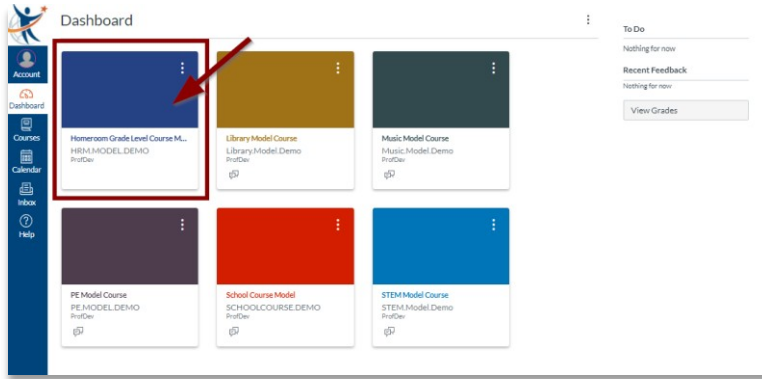 Dashboard
Account
Dashboard
Courses
Calendar
Inbox
Help
Homeroom Grade Level Course M...
HRM.MODEL.DEMO
ProfDev
Library Model Course
Library.Model.Demo
ProfDev
Music Model Course
Music.Model.Demo
ProfDev
PE Model Course
PE.MODEL.DEMO
ProfDev
School Course Model
SCHOOLCOURSE.DEMO
ProfDev
STEM Model Course
STEM.Model.Demo
ProfDev
To Do
Nothing for now
Recent Feedback
Nothing for now
View Grades